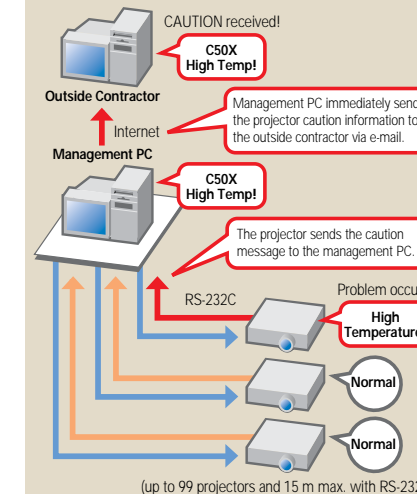 CAUTION received!
C50X
High Temp!
Outside Contractor
Internet
Management PC immediately send
the projector caution information to
the outside contractor via e-mail.
Management PC
C50X
High Temp!
The projector sends the caution
message to the management PC.
RS-232C
Problem occu
High
Temperature
Normal
Normal
(up to 99 projectors and 15 m max. with RS-232